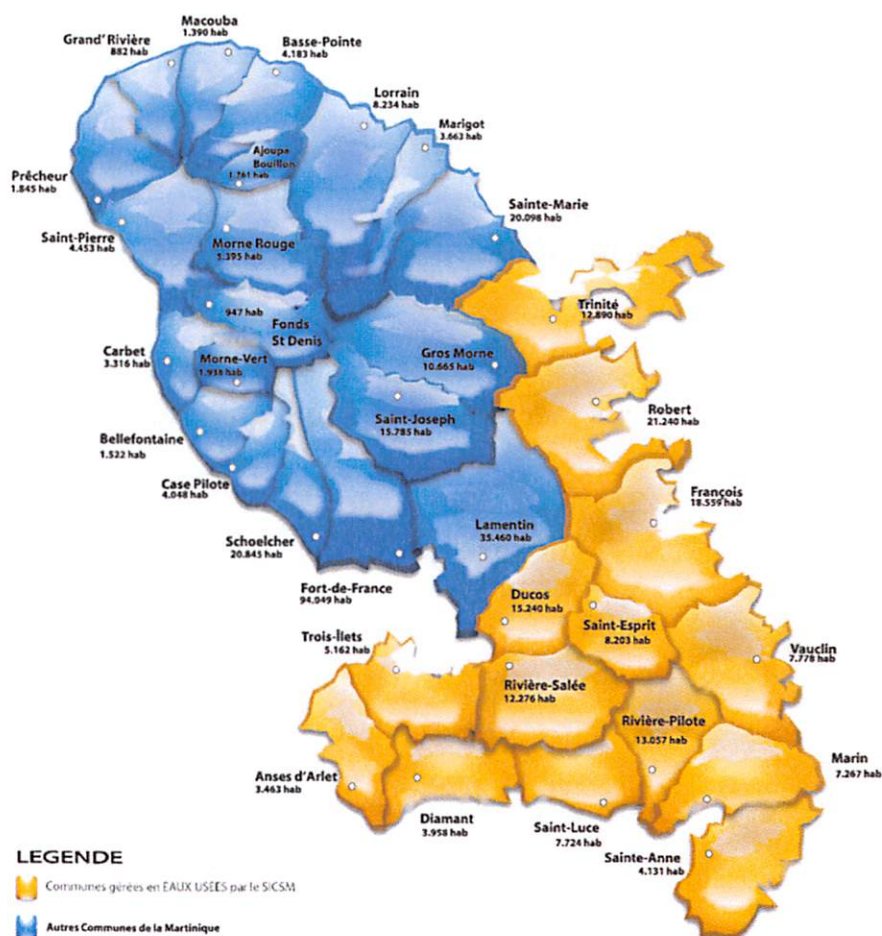 Macouba
1.390 hab
Grand'Rivière
882 hab
Basse-Pointe
4.183 hab
Lorrain
8.234 hab
Marigot
3.663 hab
Ajoupa
Bouillon
1.761 hab
Prêcheur
1.845 hab
Sainte-Marie
20.098 hab
Saint-Pierre
4.453 hab
Morne Rouge
5.395 hab
Trinité
12.890 hab
947 hab
Fonds
St Denis
Carbet
3.316 hab
Morne-Vert
1.938 hab
Gros Morne
10.665 hab
Robert
21.240 hab
Saint-Joseph
15.785 hab
Bellefontaine
1.522 hab
Case Pilote
4.048 hab
François
18.559 hab
Schoelcher
20.845 hab
Lamentin
35.460 hab
Fort-de-France
94.049 hab
Ducos
15.240 hab
Saint-Esprit
8.203 hab
Trois-Îlets
5.162 hab
Vauclin
7.778 hab
Rivière-Salée
12.276 hab
Rivière-Pilote
13.057 hab
Marin
7.267 hab
Anses d'Arlet
3.463 hab
Diamant
3.958 hab
Saint-Luce
7.724 hab
Sainte-Anne
4.131 hab
LEGENDE
Communes gérées en EAUX USÉES par le SICSM
Autres Communes de la Martinique